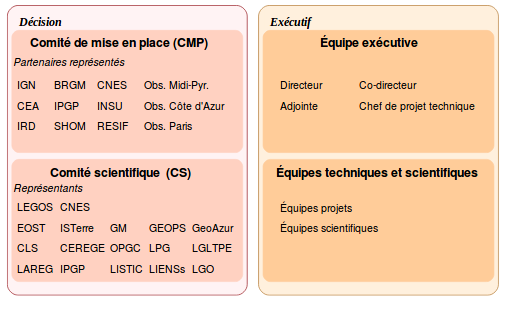 Décision
Comité de mise en place (CMP)
Partenaires représentés
IGN BRGM CNES Obs. Midi-Pyr.
CEA IPGP INSU Obs. Côte d'Azur
IRD SHOM RESIF Obs. Paris
Comité scientifique (CS)
Représentants
LEGOS CNES
EOST ISTerre GM GEOPS GeoAzur
CLS CEREGE OPGC LPG LGLTPE
LAREG IPGP LISTIC LIENSs LGO
Exécutif
Équipe exécutive
Directeur Co-directeur
Adjointe Chef de projet technique
Équipes techniques et scientifiques
Équipes projets
Équipes scientifiques